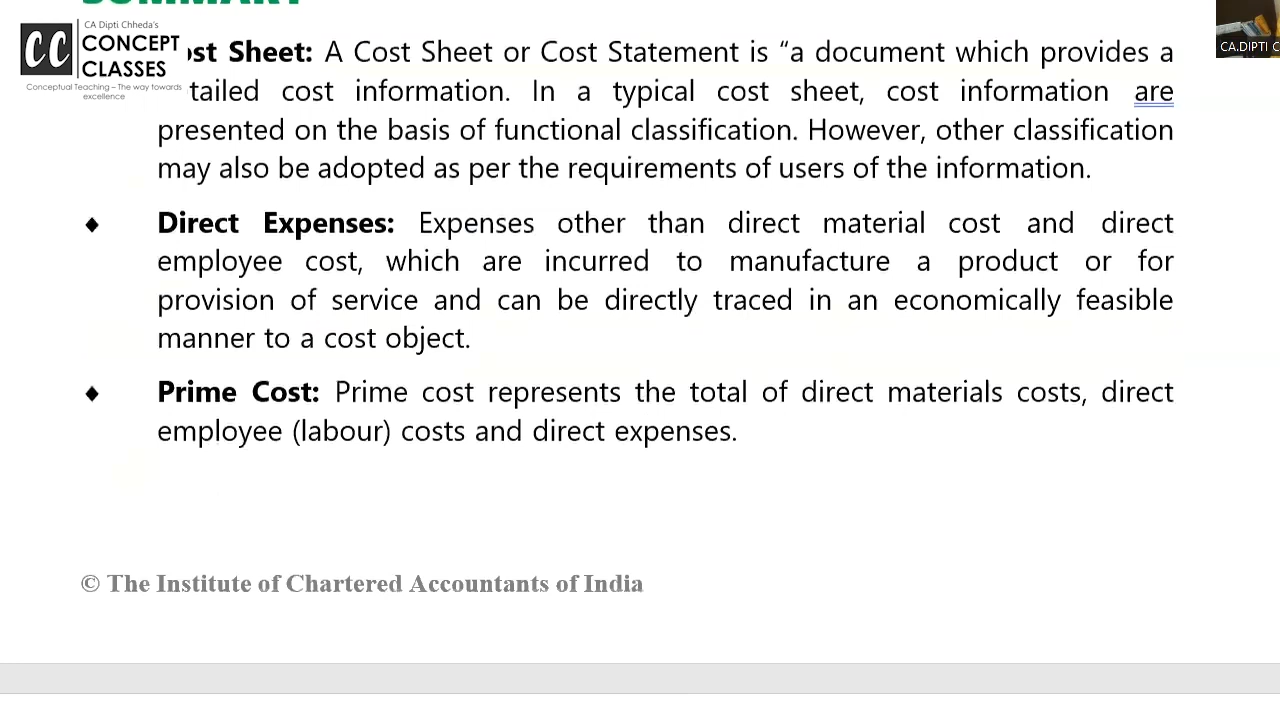 SUMMARY
CA Dipti Chheda's
CC CONCEPT
CLASSES
Conceptual Teaching – The way towards
excellence
CA.DIPTI C
ost Sheet: A Cost Sheet or Cost Statement is “a document which provides a
tailed cost information. In a typical cost sheet, cost information are
presented on the basis of functional classification. However, other classification
may also be adopted as per the requirements of users of the information.
♦ Direct Expenses: Expenses other than direct material cost and direct
employee cost, which are incurred to manufacture a product or for
provision of service and can be directly traced in an economically feasible
manner to a cost object.
♦ Prime Cost: Prime cost represents the total of direct materials costs, direct
employee (labour) costs and direct expenses.
© The Institute of Chartered Accountants of India